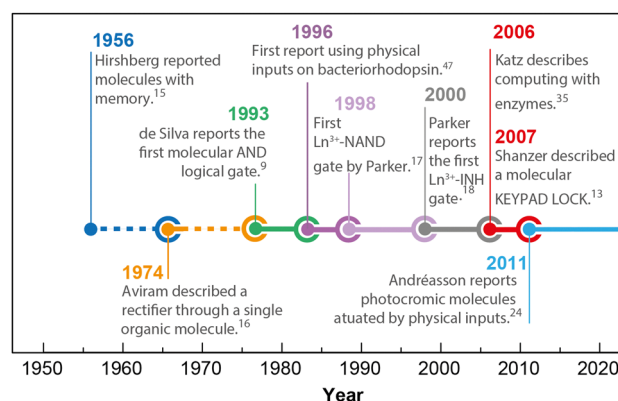 1956
Hirshberg reported
molecules with
memory.15
1996
First report using physical
inputs on bacteriorhodopsin.47
2006
Katz describes
computing with
enzymes.35
1993
de Silva reports the
first molecular AND
logical gate.9
1998
First
Ln3+-NAND
gate by Parker.17
2000
Parker
reports
the first
Ln3+-INH
gate.18
2007
Shanzer described
a molecular
KEYPAD LOCK.13
1974
Aviram described a
rectifier through a single
organic molecule.16
2011
Andréasson reports
photocromic molecules
atuated by physical inputs.24
1950 1960 1970 1980 1990 2000 2010 2020
Year